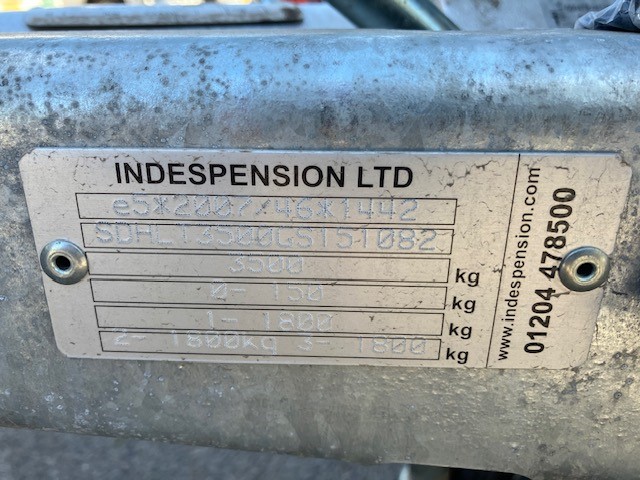 INDESPENSION LTD
e5*2007/46*1442
SDHLT3500GS151082
3500 kg
0- 150 kg
1- 1800 kg
2- 1800kg 3- 1800 kg
www.indespension.com
01204 478500